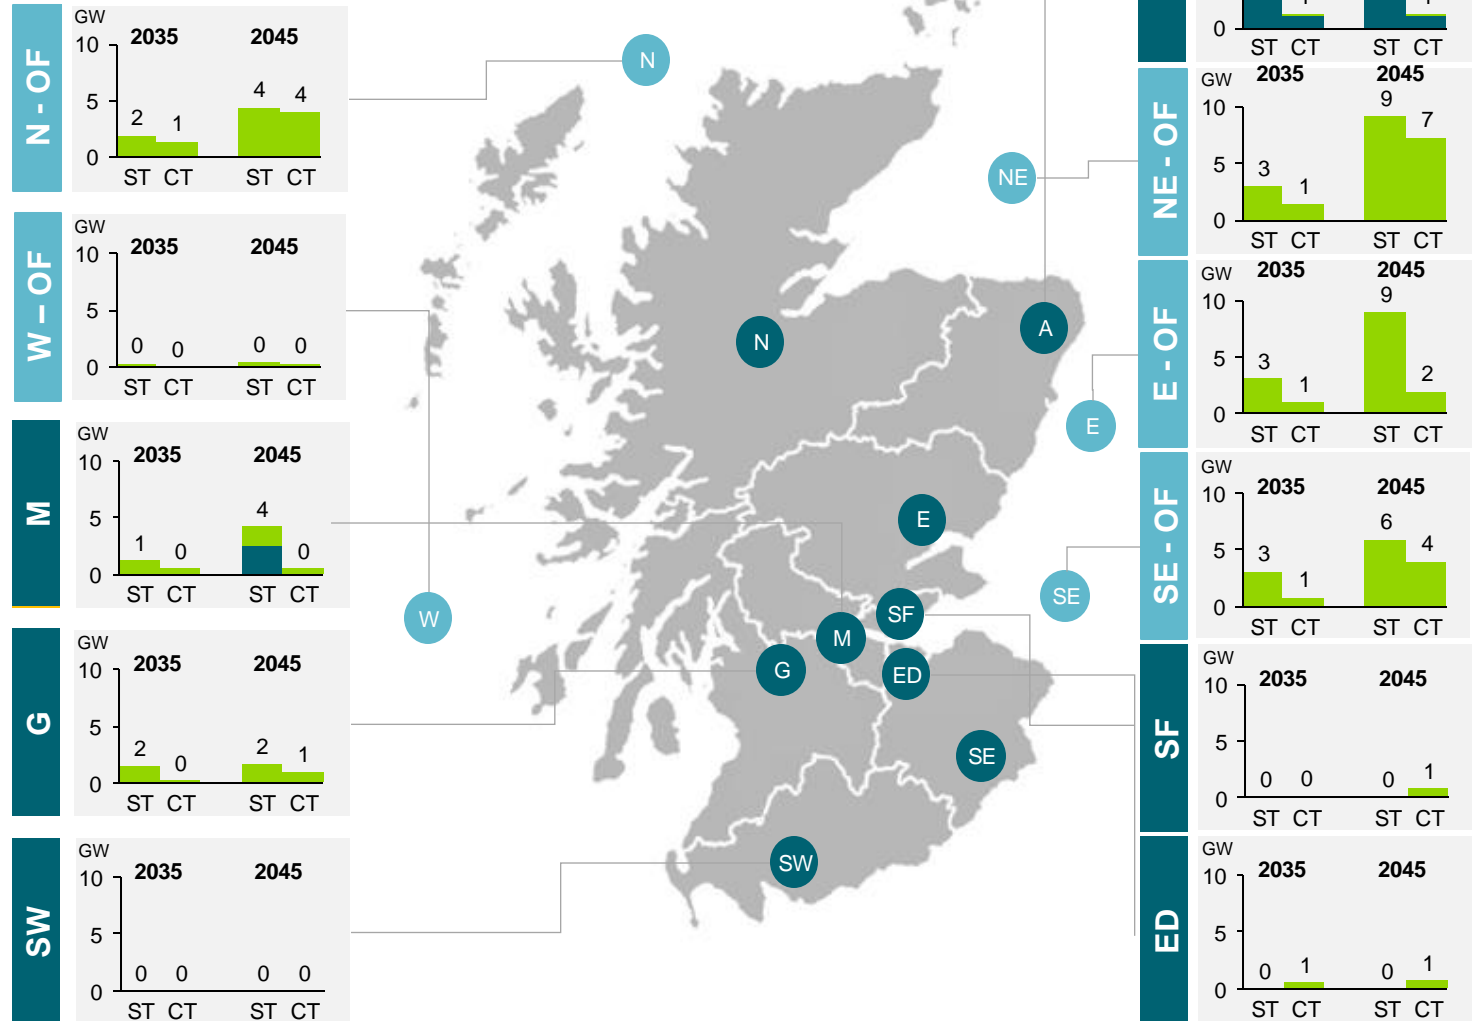 N - OF
GW
2035 2045
10
5
0
2 1 4 4
ST CT ST CT
W – OF
GW
2035 2045
10
5
0
0 0 0 0
ST CT ST CT
M
GW
2035 2045
10
5
0
1 0 4 0
ST CT ST CT
G
GW
2035 2045
10
5
0
2 0 2 1
ST CT ST CT
SW
GW
2035 2045
10
5
0
0 0 0 0
ST CT ST CT
N
NE
N
A
E
E
SE
W
SF
M
G
ED
SE
SW
0
ST CT ST CT
NE - OF
GW
2035 2045
10
5
0
3 1 9 7
ST CT ST CT
E - OF
GW
2035 2045
10
5
0
3 1 9 2
ST CT ST CT
SE - OF
GW
2035 2045
10
5
0
3 1 6 4
ST CT ST CT
SF
GW
2035 2045
10
5
0
0 0 0 1
ST CT ST CT
ED
GW
2035 2045
10
5
0
0 1 0 1
ST CT ST CT